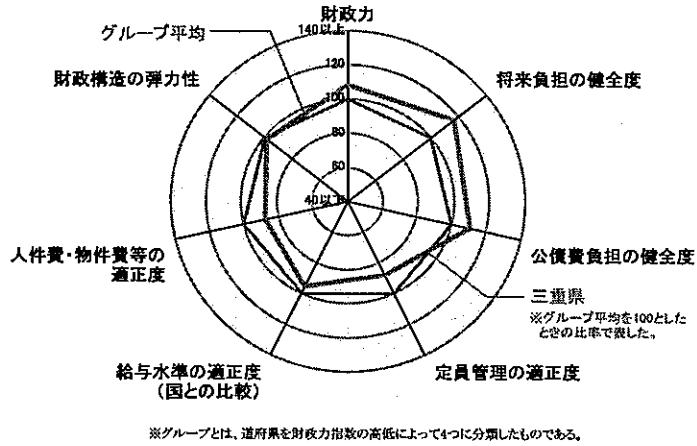 財政力
140以上
グループ平均
120
財政構造の弾力性
将来負担の健全度
100
80
60
40以下
人件費・物件費等の
適正度
公債費負担の健全度
三重県
※グループ平均を100とした
ときの比率で表した。
給与水準の適正度
(国との比較)
定員管理の適正度
※グループとは、道府県を財政力指数の高低によって4つに分類したものである。